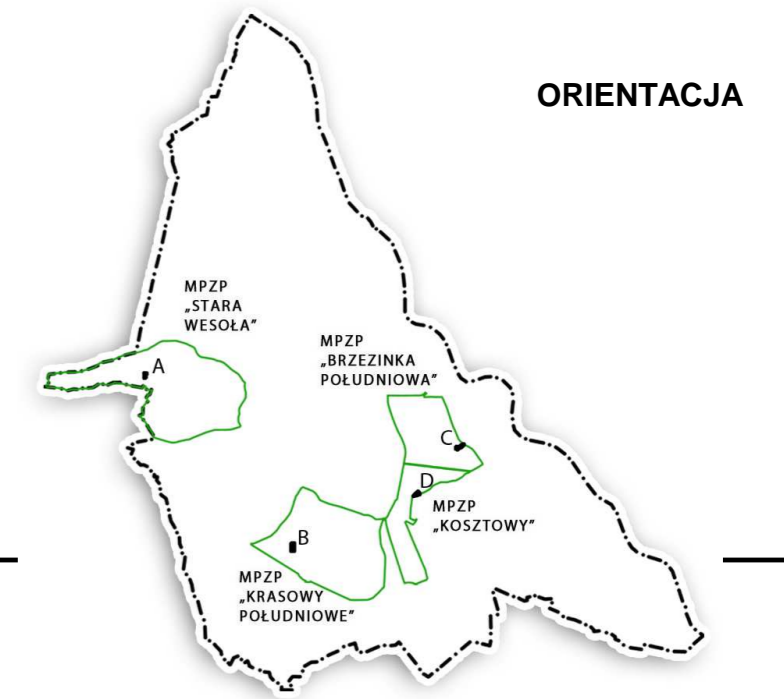 ORIENTACJA
MPZP
„STARA
WESOŁA”
A
MPZP
„BRZEZINKA
POŁUDNIOWA”
C
D
MPZP
„KOSZTOWY”
B
MPZP
„KRASOWY
POŁUDNIOWE”